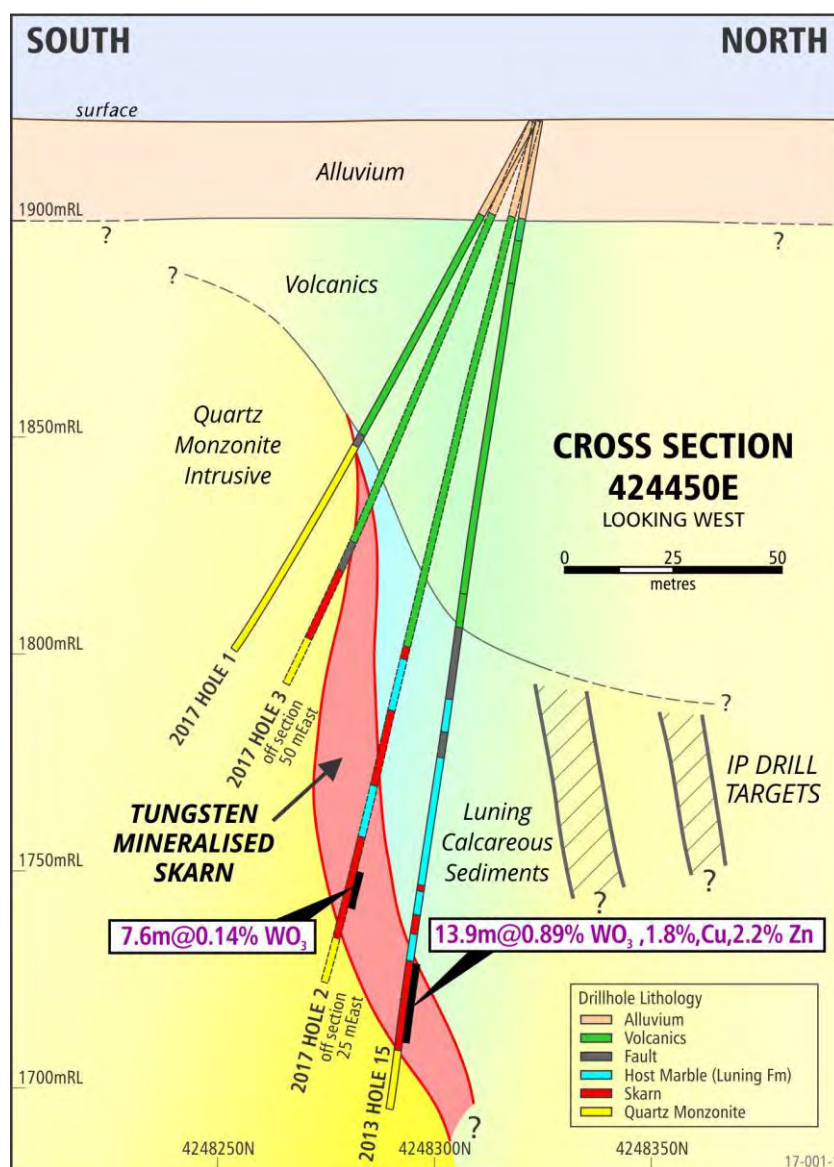 SOUTH
NORTH
surface
Alluvium
1900mRL
?
?
?
Volcanics
Quartz
Monzonite
Intrusive
1850mRL
CROSS SECTION
424450E
LOOKING WEST
0 25 50
metres
1800mRL
2017 HOLE 1
2017 HOLE 3
off section
50 mEast
?
IP DRILL
TARGETS
TUNGSTEN
MINERALISED
SKARN
Luning
Calcareous
Sediments
1750mRL
?
?
7.6m@0.14% WO₃
13.9m@0.89% WO₃ ,1.8%,Cu,2.2% Zn
2017 HOLE 2
off section
25 mEast
2013 HOLE 15
Drillhole Lithology
Alluvium
Volcanics
Fault
Host Marble (Luning Fm)
Skarn
Quartz Monzonite
1700mRL
?
4248250N
4248300N
4248350N